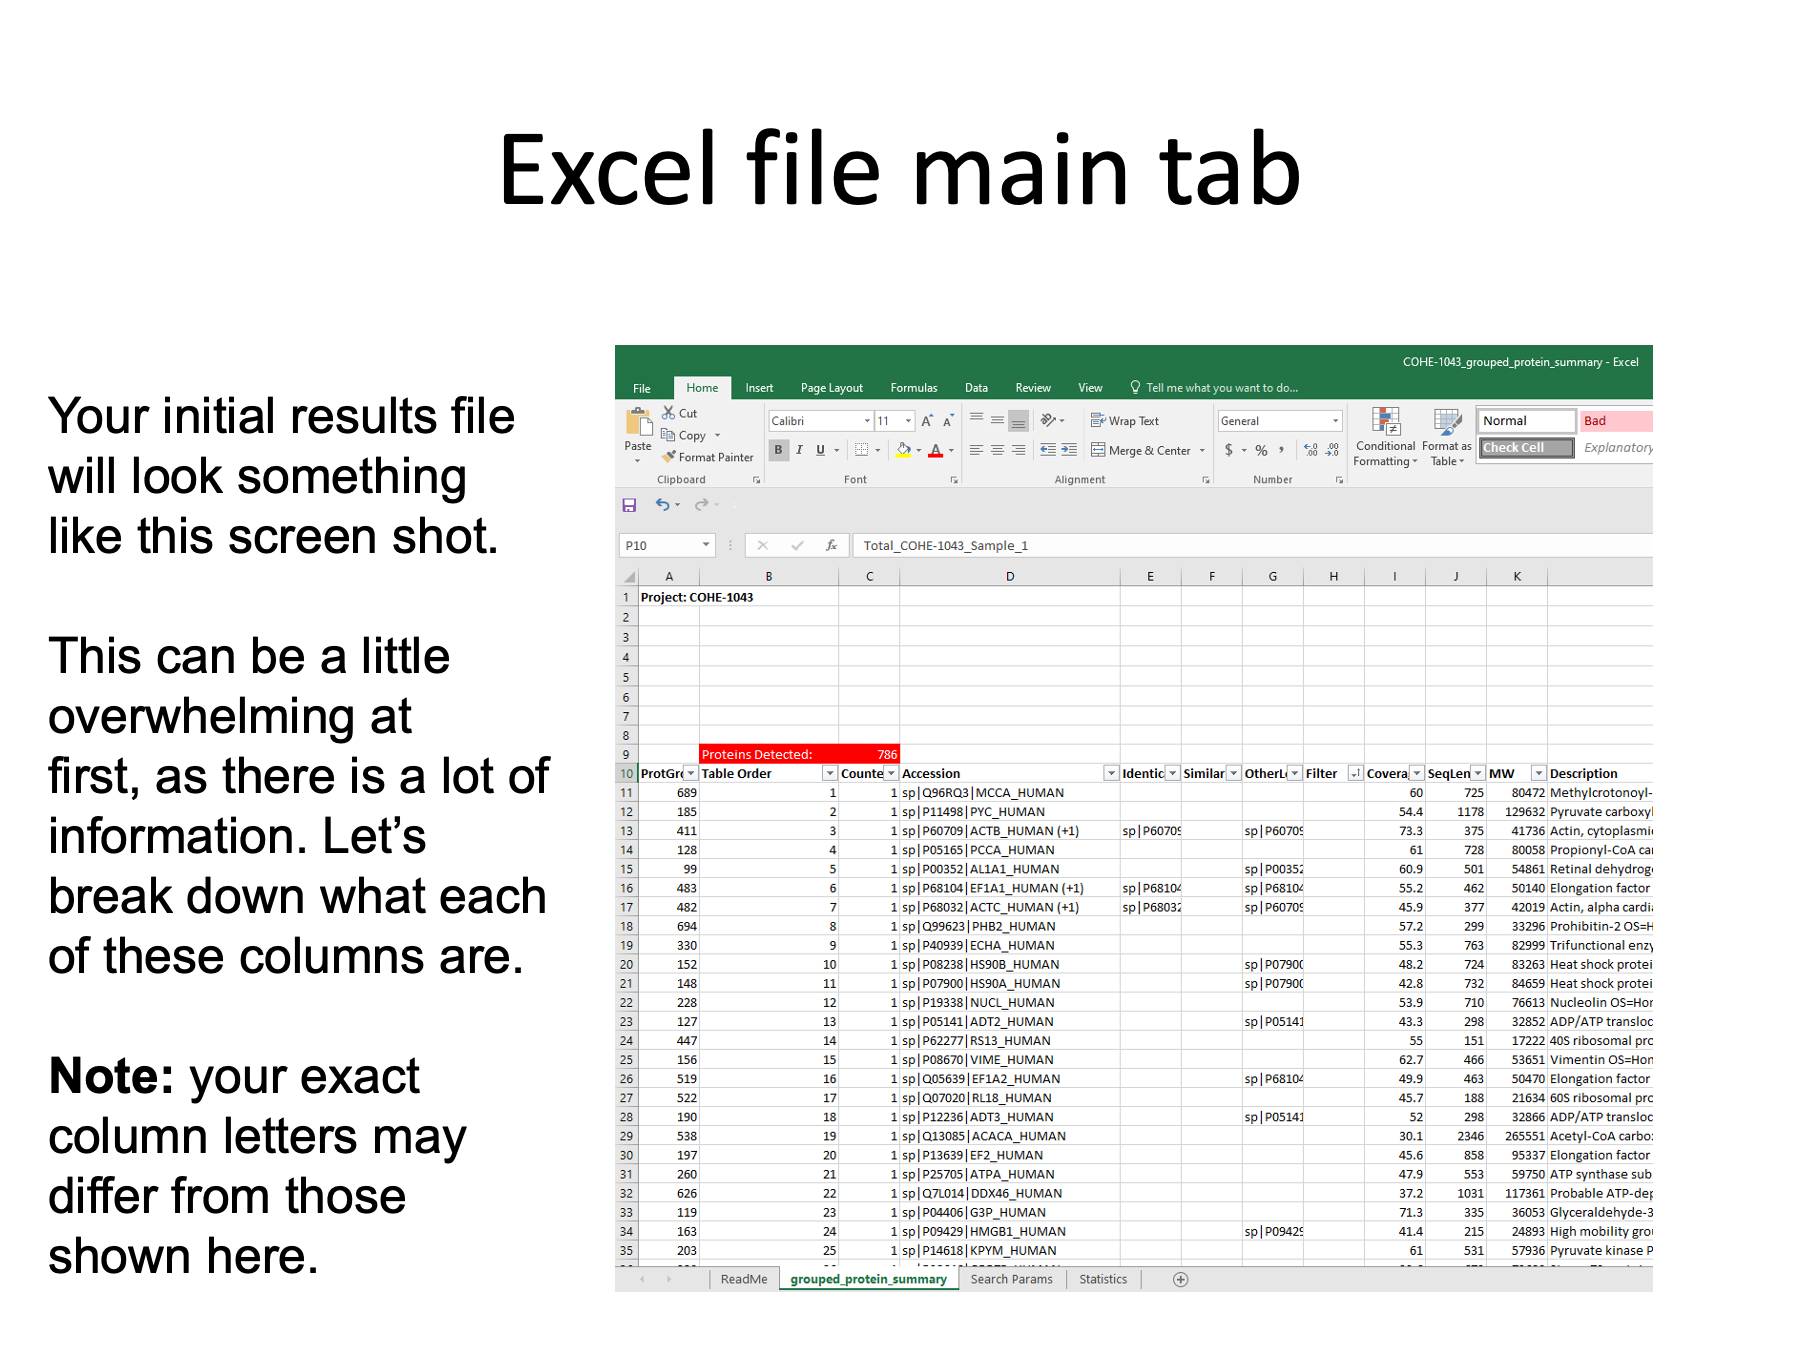 Excel file main tab
Your initial results file
will look something
like this screen shot.
This can be a little
overwhelming at
first, as there is a lot of
information. Let’s
break down what each
of these columns are.
Note: your exact
column letters may
differ from those
shown here.
COHE-1043_grouped_protein_summary - Excel
File Home Insert Page Layout Formulas Data Review View Tell me what you want to do...
Paste Cut Copy Format Painter Clipboard
Calibri 11 B I U Font
Wrap Text Merge & Center Alignment
General $ % , Number
Conditional Formatting Format as Table
Normal Bad Check Cell Explanatory
P10 fx Total_COHE-1043_Sample_1
A B C D E F G H I J K
1 Project: COHE-1043
2
3
4
5
6
7
8
9 Proteins Detected: 786
10 ProtGr Table Order Counte Accession Identic Similar OtherL Filter Covera SeqLen MW Description
11 689 1 1 sp|Q96RQ3|MCCA_HUMAN 60 725 80472 Methylcrotonoyl-
12 185 2 1 sp|P11498|PYC_HUMAN 54.4 1178 129632 Pyruvate carboxyl
13 411 3 1 sp|P60709|ACTB_HUMAN (+1) sp|P60709 sp|P60709 73.3 375 41736 Actin, cytoplasmi
14 128 4 1 sp|P05165|PCCA_HUMAN 61 728 80058 Propionyl-CoA car
15 99 5 1 sp|P00352|AL1A1_HUMAN sp|P00352 60.9 501 54861 Retinal dehydroge
16 483 6 1 sp|P68104|EF1A1_HUMAN (+1) sp|P68104 sp|P68104 55.2 462 50140 Elongation factor
17 482 7 1 sp|P68032|ACTC_HUMAN (+1) sp|P68032 sp|P60709 45.9 377 42019 Actin, alpha cardia
18 694 8 1 sp|Q99623|PHB2_HUMAN 57.2 299 33296 Prohibitin-2 OS=H
19 330 9 1 sp|P40939|ECHA_HUMAN 55.3 763 82999 Trifunctional enzy
20 152 10 1 sp|P08238|HS90B_HUMAN sp|P07900 48.2 724 83263 Heat shock protei
21 148 11 1 sp|P07900|HS90A_HUMAN sp|P07900 42.8 732 84659 Heat shock protei
22 228 12 1 sp|P19338|NUCL_HUMAN 53.9 710 76613 Nucleolin OS=Hor
23 127 13 1 sp|P05141|ADT2_HUMAN sp|P05141 43.3 298 32852 ADP/ATP transloc
24 447 14 1 sp|P62277|RS13_HUMAN 55 151 17222 40S ribosomal pro
25 156 15 1 sp|P08670|VIME_HUMAN 62.7 466 53651 Vimentin OS=Hon
26 519 16 1 sp|Q05639|EF1A2_HUMAN sp|P68104 49.9 463 50470 Elongation factor
27 522 17 1 sp|Q07020|RL18_HUMAN 45.7 188 21634 60S ribosomal pro
28 190 18 1 sp|P12236|ADT3_HUMAN sp|P05141 52 298 32866 ADP/ATP transloc
29 538 19 1 sp|Q13085|ACACA_HUMAN 30.1 2346 265551 Acetyl-CoA carbo
30 197 20 1 sp|P13639|EF2_HUMAN 45.6 858 95337 Elongation factor
31 260 21 1 sp|P25705|ATPA_HUMAN 47.9 553 59750 ATP synthase sub
32 626 22 1 sp|Q7L014|DDX46_HUMAN 37.2 1031 117361 Probable ATP-dep
33 119 23 1 sp|P04406|G3P_HUMAN 71.3 335 36053 Glyceraldehyde-3
34 163 24 1 sp|P09429|HMGB1_HUMAN sp|P09429 41.4 215 24893 High mobility gro
35 203 25 1 sp|P14618|KPYM_HUMAN 61 531 57936 Pyruvate kinase P
ReadMe grouped_protein_summary Search Params Statistics